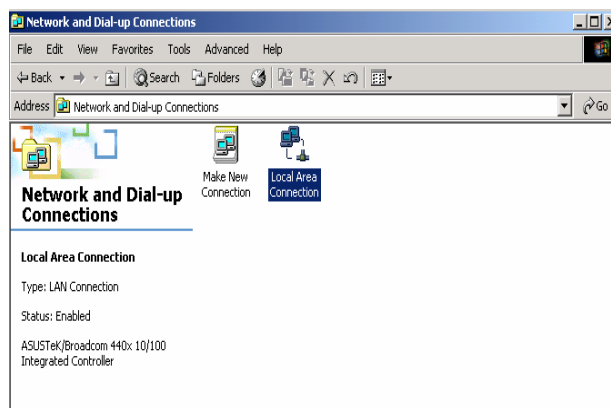 Network and Dial-up Connections
File Edit View Favorites Tools Advanced Help
Back Search Folders
Address Network and Dial-up Connections Go
Make New
Connection
Local Area
Connection
Network and Dial-up
Connections
Local Area Connection
Type: LAN Connection
Status: Enabled
ASUSTeK/Broadcom 440x 10/100
Integrated Controller